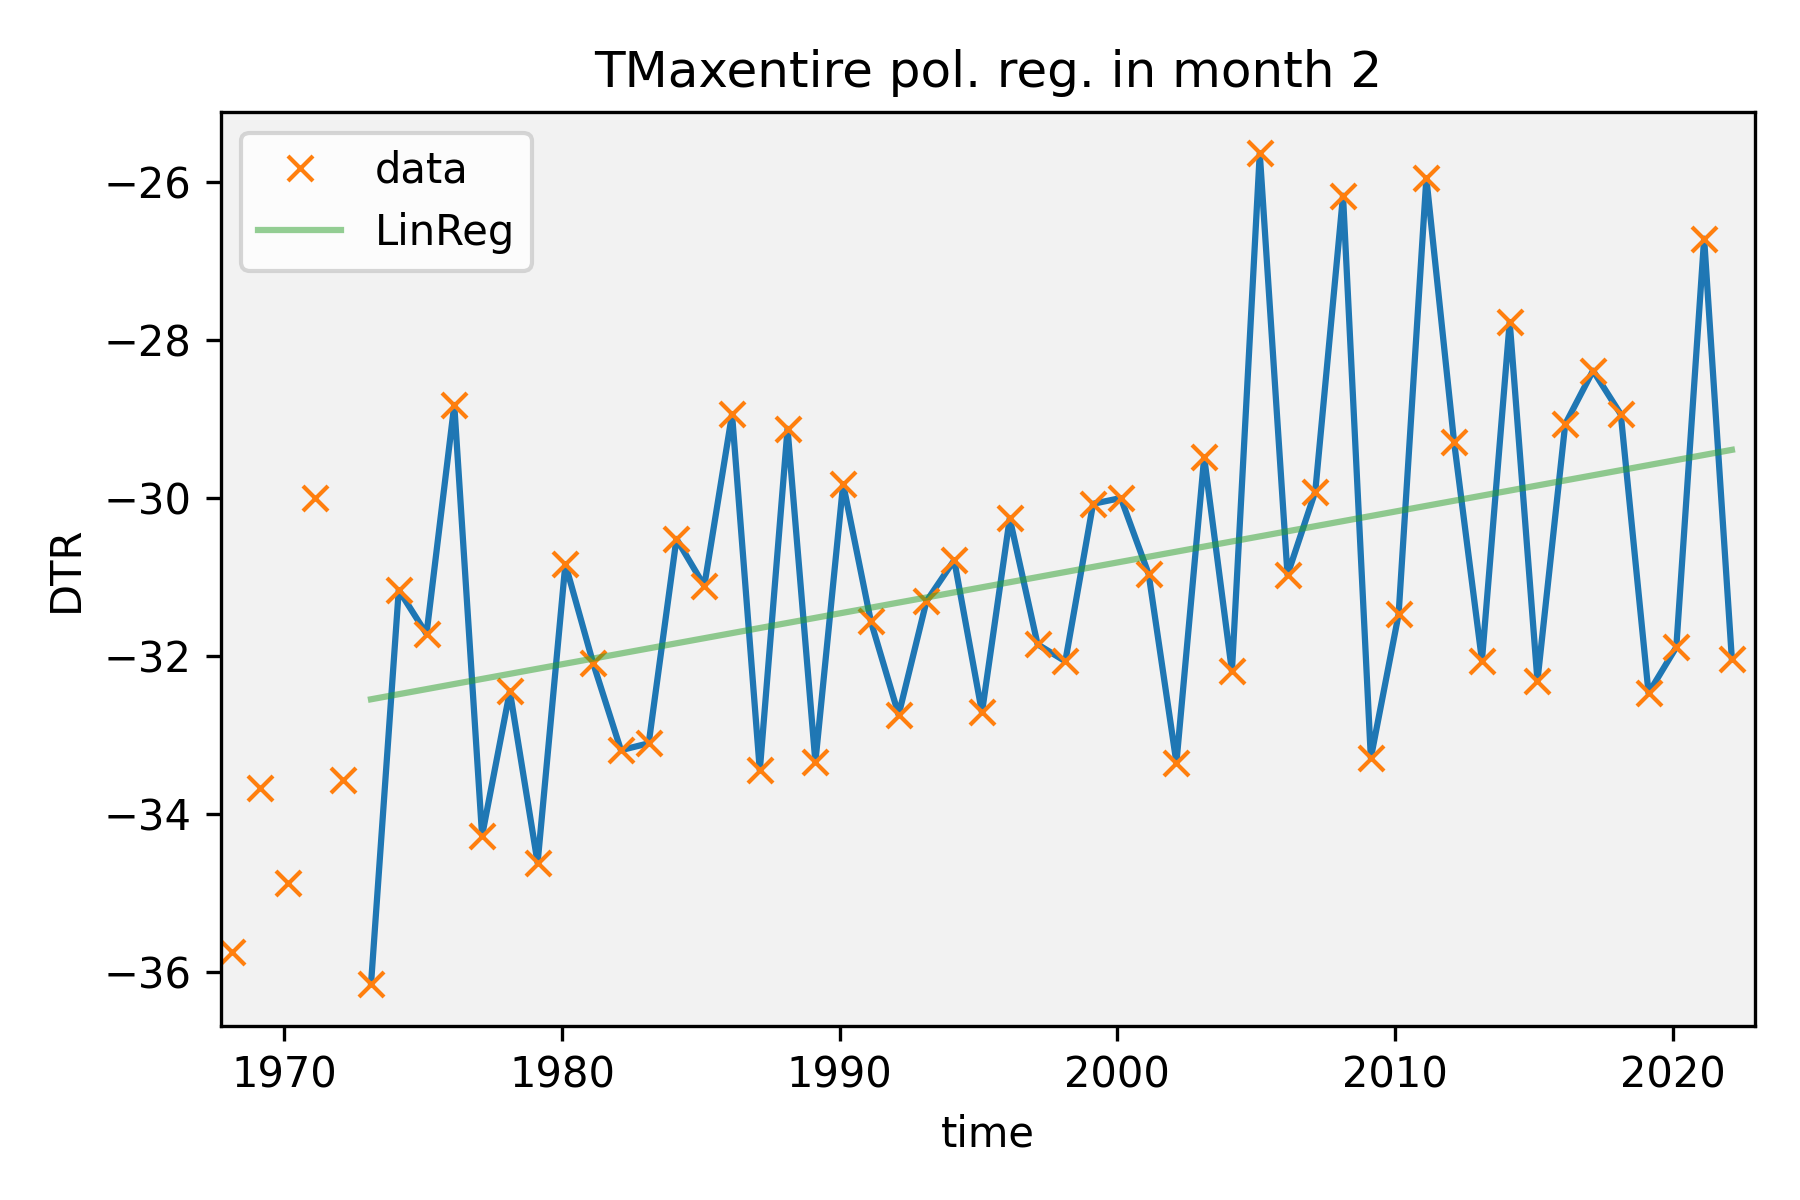 TMaxentire pol. reg. in month 2
data
LinReg
−26
−28
−30
−32
−34
−36
DTR
1970 1980 1990 2000 2010 2020
time